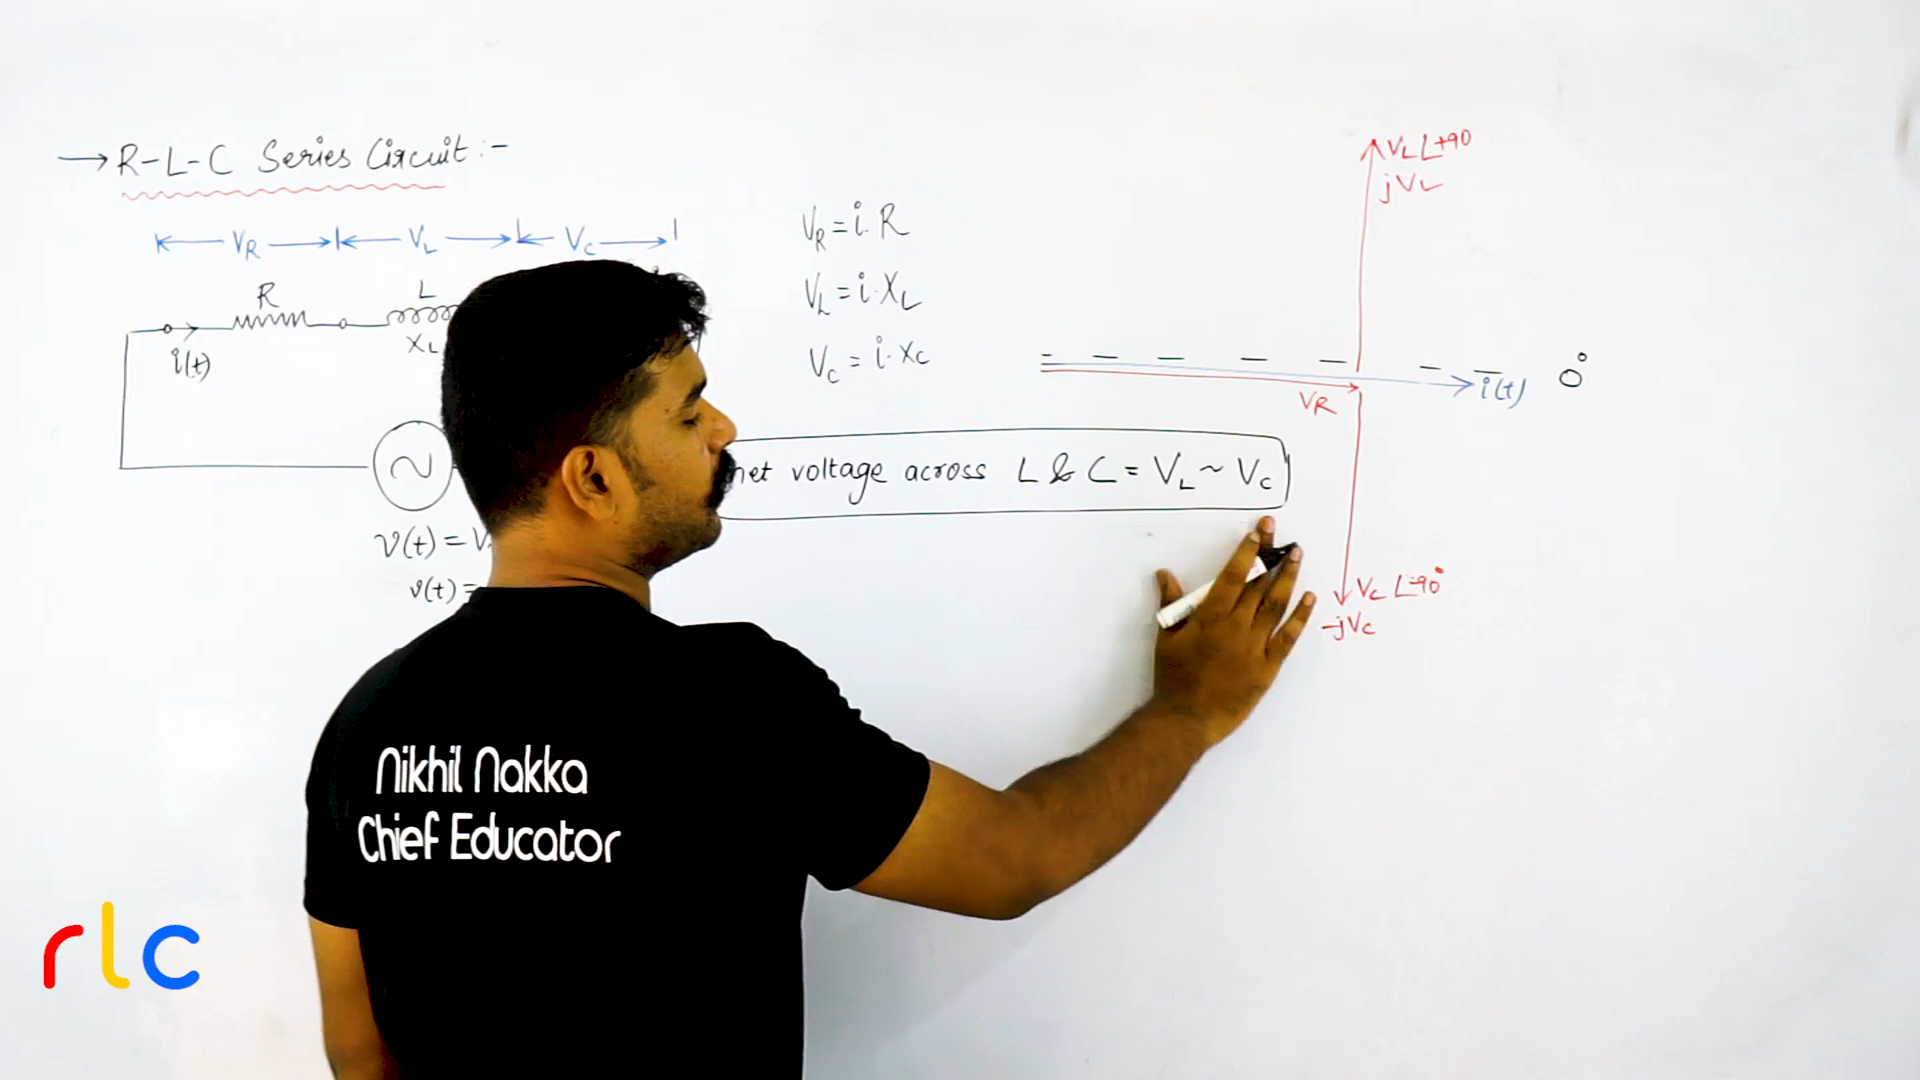 → R-L-C Series Circuit:-
VR VL VC
R L
XL
i(t)
v(t) = V
v(t) =
VR = i.R
VL = i.XL
VC = i.XC
net voltage across L & C = VL ~ VC
VL∠+90
jVL
i(t) 0°
VR
VC∠-90°
-jVC
Nikhil Nakka
Chief Educator
rlc